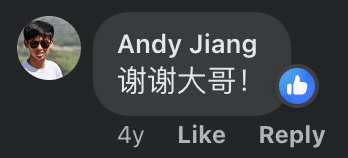 Andy Jiang
谢谢大哥！
4y Like Reply